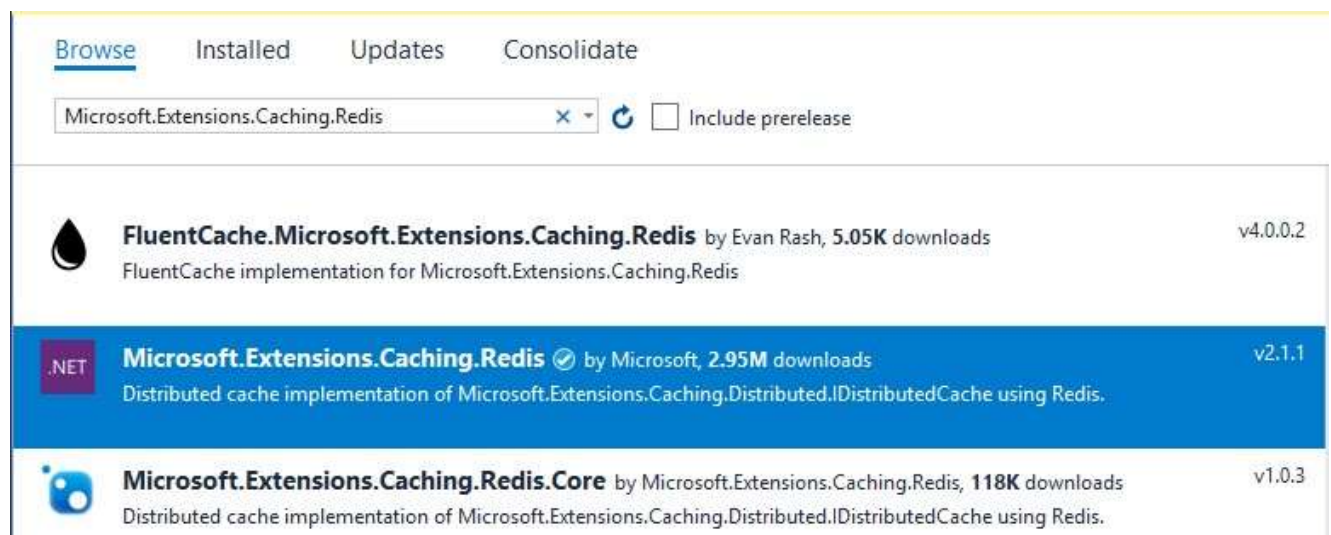 Browse Installed Updates Consolidate
Microsoft.Extensions.Caching.Redis Include prerelease
FluentCache.Microsoft.Extensions.Caching.Redis by Evan Rash, 5.05K downloads v4.0.0.2
FluentCache implementation for Microsoft.Extensions.Caching.Redis
.NET Microsoft.Extensions.Caching.Redis by Microsoft, 2.95M downloads v2.1.1
Distributed cache implementation of Microsoft.Extensions.Caching.Distributed.IDistributedCache using Redis.
Microsoft.Extensions.Caching.Redis.Core by Microsoft.Extensions.Caching.Redis, 118K downloads v1.0.3
Distributed cache implementation of Microsoft.Extensions.Caching.Distributed.IDistributedCache using Redis.